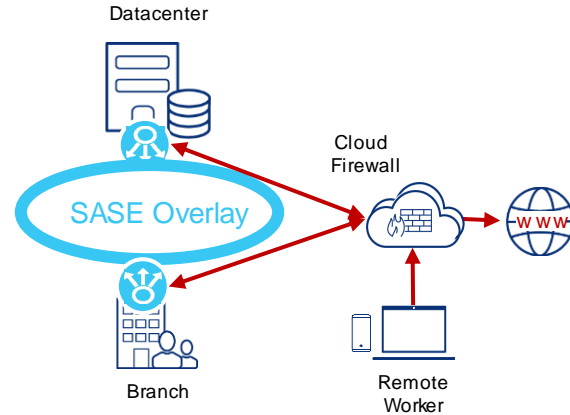 Datacenter
Cloud
Firewall
SASE Overlay
www
Branch
Remote
Worker